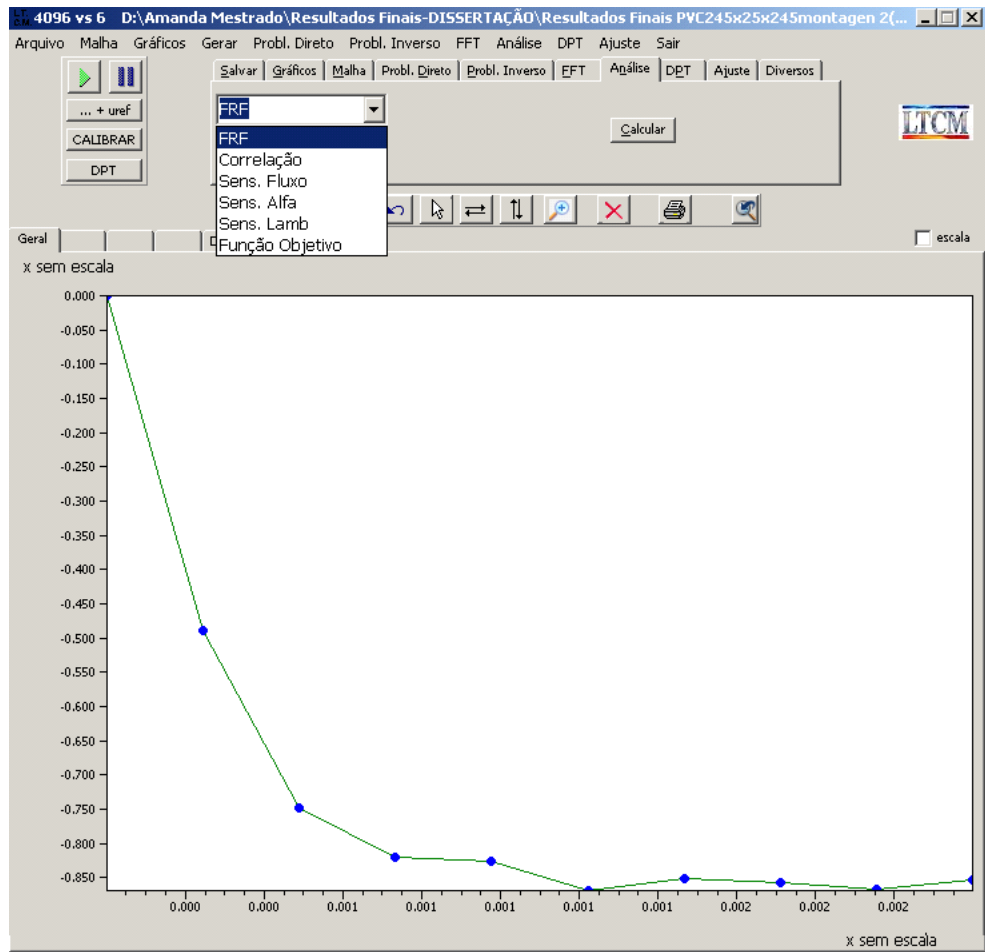 L.T. C.M. 4096 vs 6 D:\Amanda Mestrado\Resultados Finais-DISSERTAÇÃO\Resultados Finais PVC245x25x245montagen 2(...
Arquivo Malha Gráficos Gerar Probl. Direto Probl. Inverso FFT Análise DPT Ajuste Sair
Salvar Gráficos Malha Probl. Direto Probl. Inverso FFT Análise DPT Ajuste Diversos
... + uref
CALIBRAR
DPT
FRF
FRF
Correlação
Sens. Fluxo
Sens. Alfa
Sens. Lamb
Função Objetivo
Calcular
LTCM
Geral
escala
x sem escala
0.000
-0.050
-0.100
-0.150
-0.200
-0.250
-0.300
-0.350
-0.400
-0.450
-0.500
-0.550
-0.600
-0.650
-0.700
-0.750
-0.800
-0.850
0.000 0.000 0.001 0.001 0.001 0.001 0.001 0.002 0.002 0.002
x sem escala